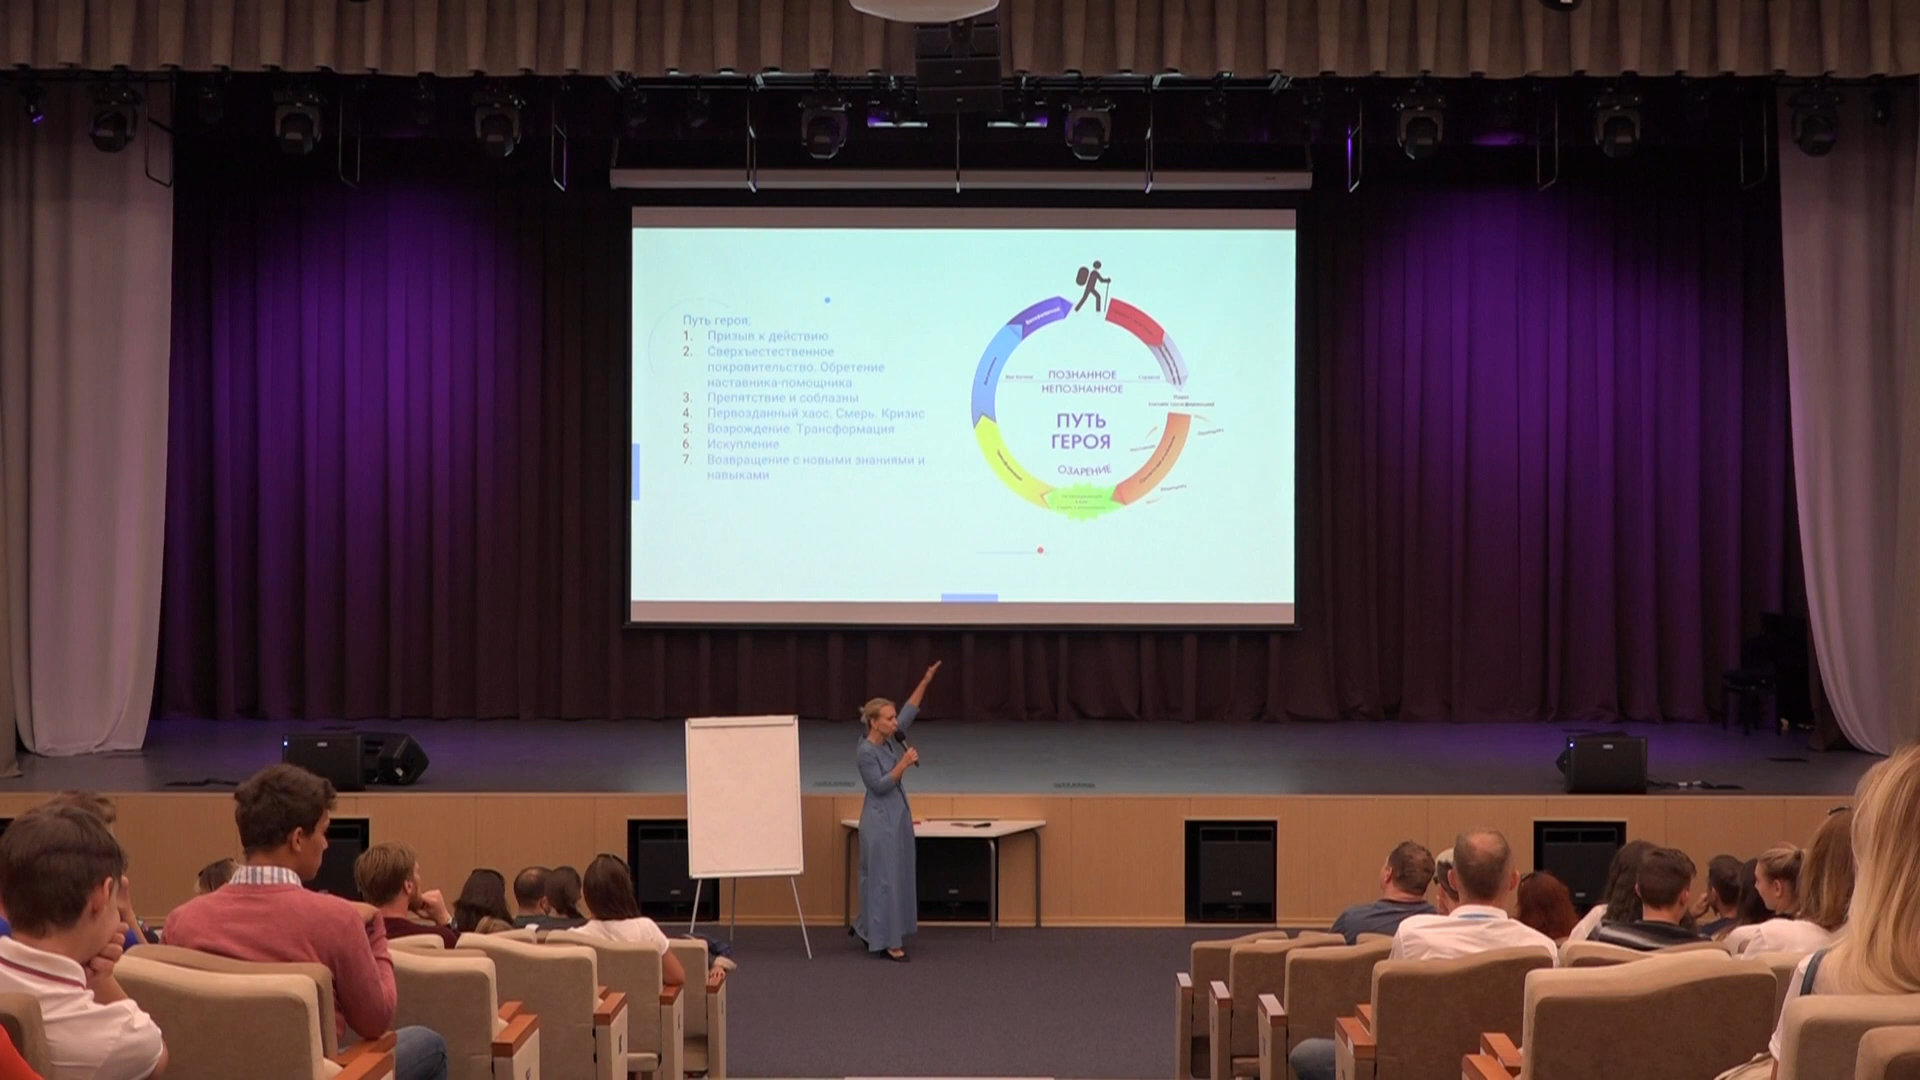 Путь героя:
1. Призыв к действию
2. Сверхъестественное
покровительство. Обретение
наставника-помощника
3. Препятствие и соблазны
4. Первозданный хаос. Смерь. Кризис
5. Возрождение. Трансформация
6. Искупление
7. Возвращение с новыми знаниями и
навыками
ПОЗНАННОЕ
НЕПОЗНАННОЕ
ПУТЬ
ГЕРОЯ
ОЗАРЕНИЕ